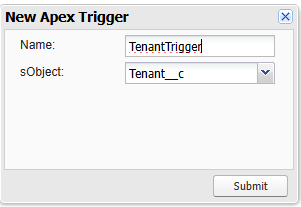 New Apex Trigger
Name: TenantTrigger
sObject: Tenant__c
Submit